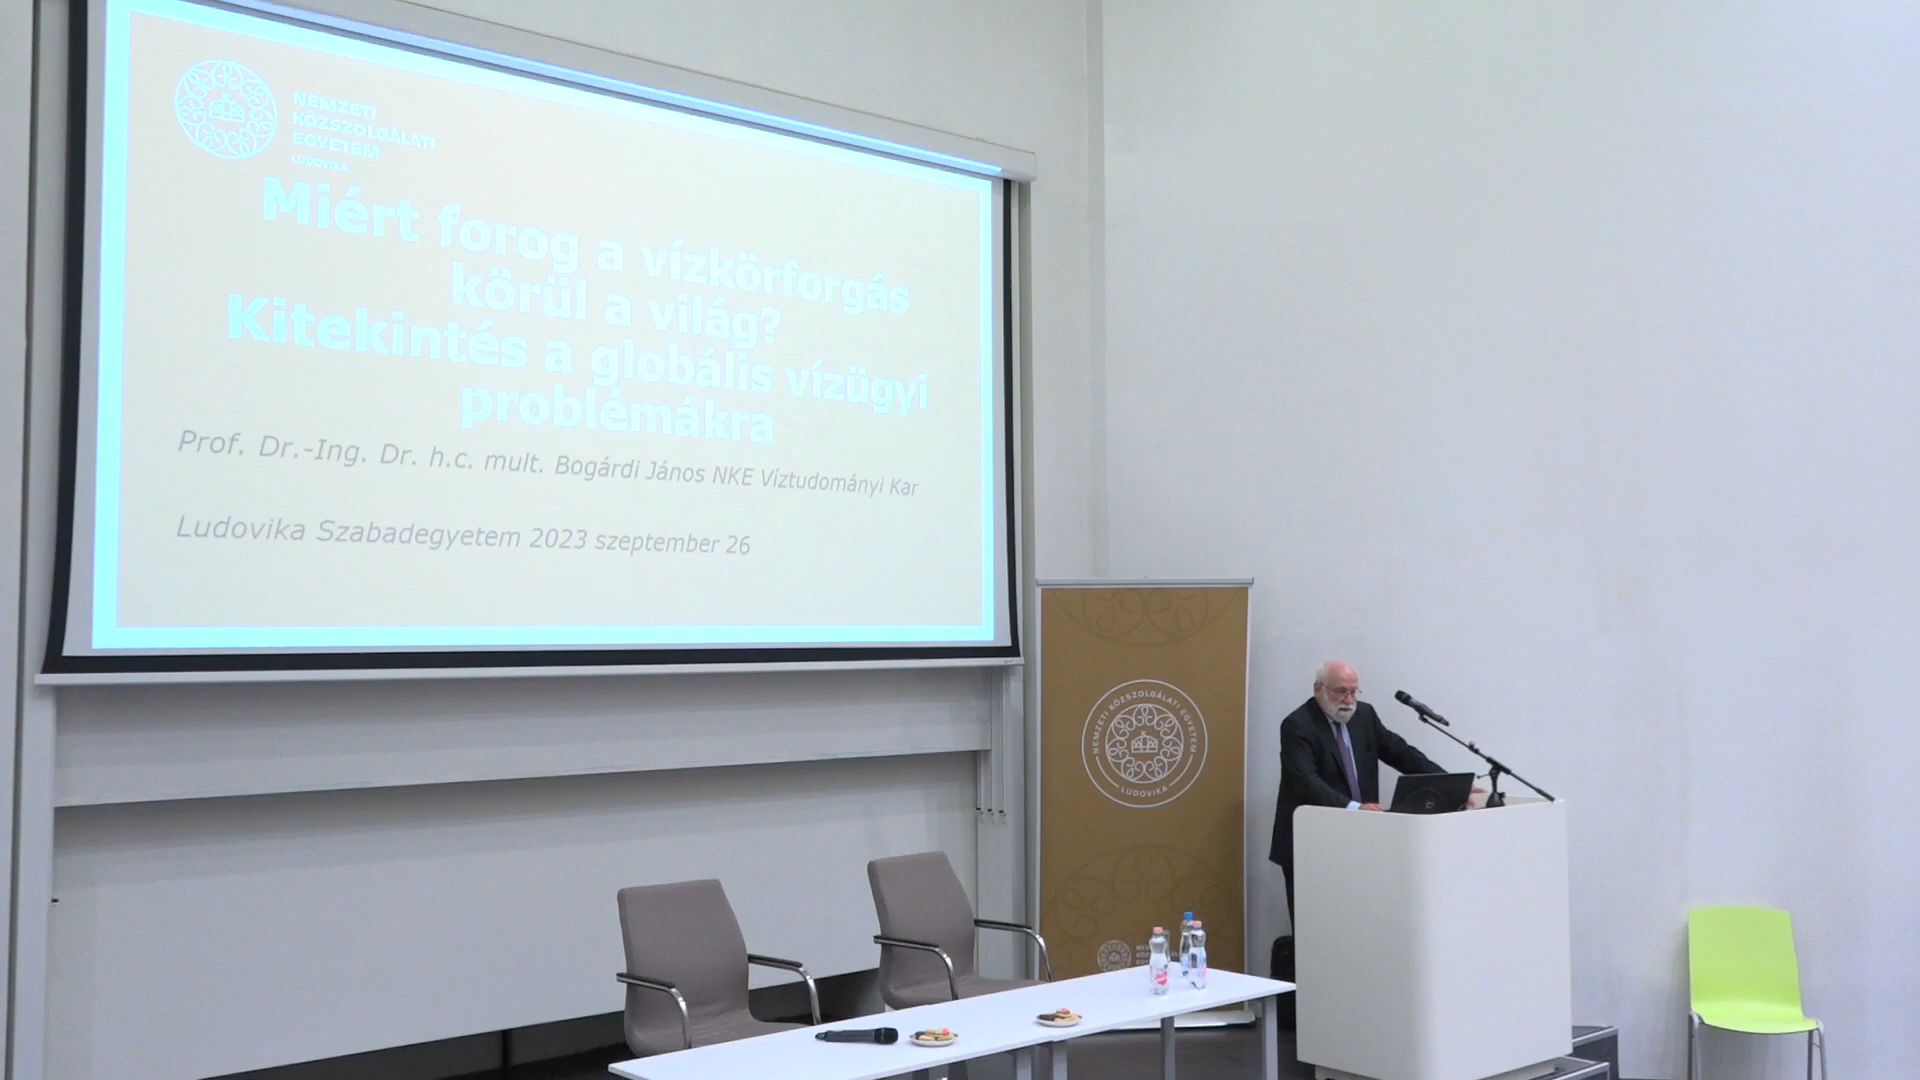 NEMZETI
KÖZSZOLGÁLATI
EGYETEM
LUDOVIKA
Miért forog a vízkörforgás
körül a világ?
Kitekintés a globális vízügyi
problémákra
Prof. Dr.-Ing. Dr. h.c. mult. Bogárdi János NKE Víztudományi Kar
Ludovika Szabadegyetem 2023 szeptember 26
NEMZETI KÖZSZOLGÁLATI EGYETEM
LUDOVIKA